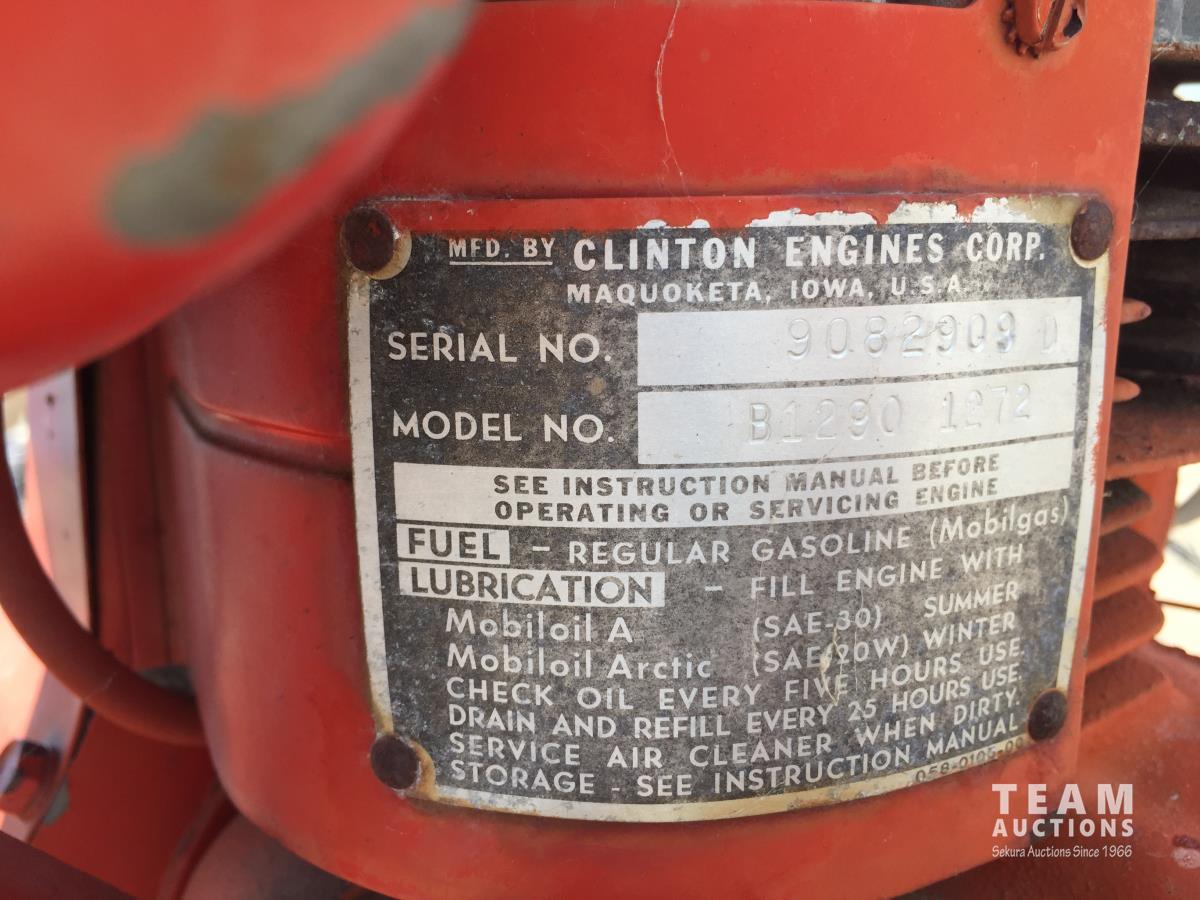 MFD. BY CLINTON ENGINES CORP.
MAQUOKETA, IOWA, U.S.A.
SERIAL NO. 9082909 D
MODEL NO. B1290 1272
SEE INSTRUCTION MANUAL BEFORE
OPERATING OR SERVICING ENGINE
FUEL - REGULAR GASOLINE (Mobilgas)
LUBRICATION - FILL ENGINE WITH
Mobiloil A (SAE-30) SUMMER
Mobiloil Arctic (SAE-20W) WINTER
CHECK OIL EVERY FIVE HOURS USE.
DRAIN AND REFILL EVERY 25 HOURS USE.
SERVICE AIR CLEANER WHEN DIRTY.
STORAGE - SEE INSTRUCTION MANUAL
TEAM
AUCTIONS
Sekura Auctions Since 1966